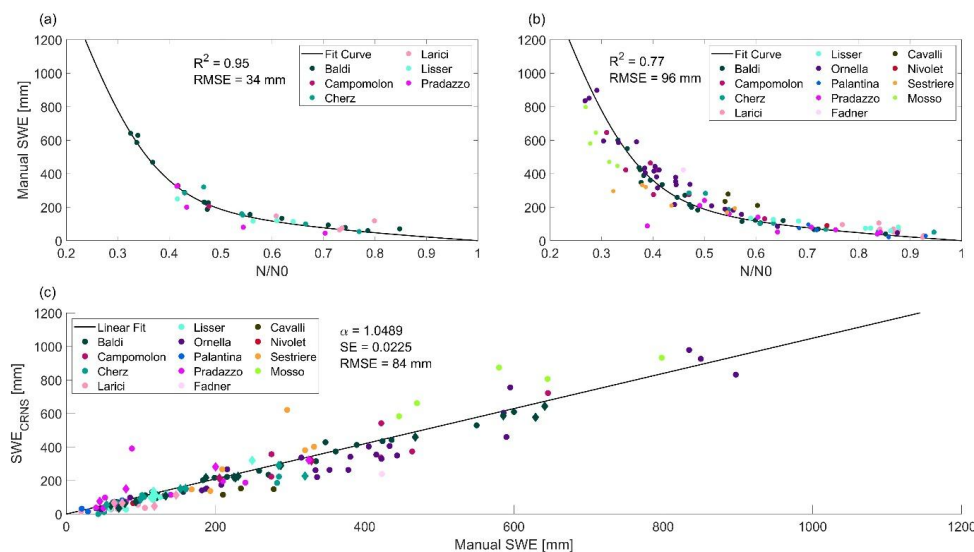 (a)
1200
1000
800
600
400
200
0
Manual SWE [mm]
R² = 0.95
RMSE = 34 mm
Fit Curve
Baldi
Campomolon
Cherz
Larici
Lisser
Pradazzo
0.2 0.3 0.4 0.5 0.6 0.7 0.8 0.9 1
N/N0
(b)
1200
1000
800
600
400
200
0
R² = 0.77
RMSE = 96 mm
Fit Curve
Baldi
Campomolon
Cherz
Larici
Lisser
Ornella
Palantina
Pradazzo
Fadner
Cavalli
Nivolet
Sestriere
Mosso
0.2 0.3 0.4 0.5 0.6 0.7 0.8 0.9 1
N/N0
(c)
1200
1000
800
600
400
200
0
SWE_CRNS [mm]
Linear Fit
Baldi
Campomolon
Cherz
Larici
Lisser
Ornella
Palantina
Pradazzo
Fadner
Cavalli
Nivolet
Sestriere
Mosso
α = 1.0489
SE = 0.0225
RMSE = 84 mm
0 200 400 600 800 1000 1200
Manual SWE [mm]